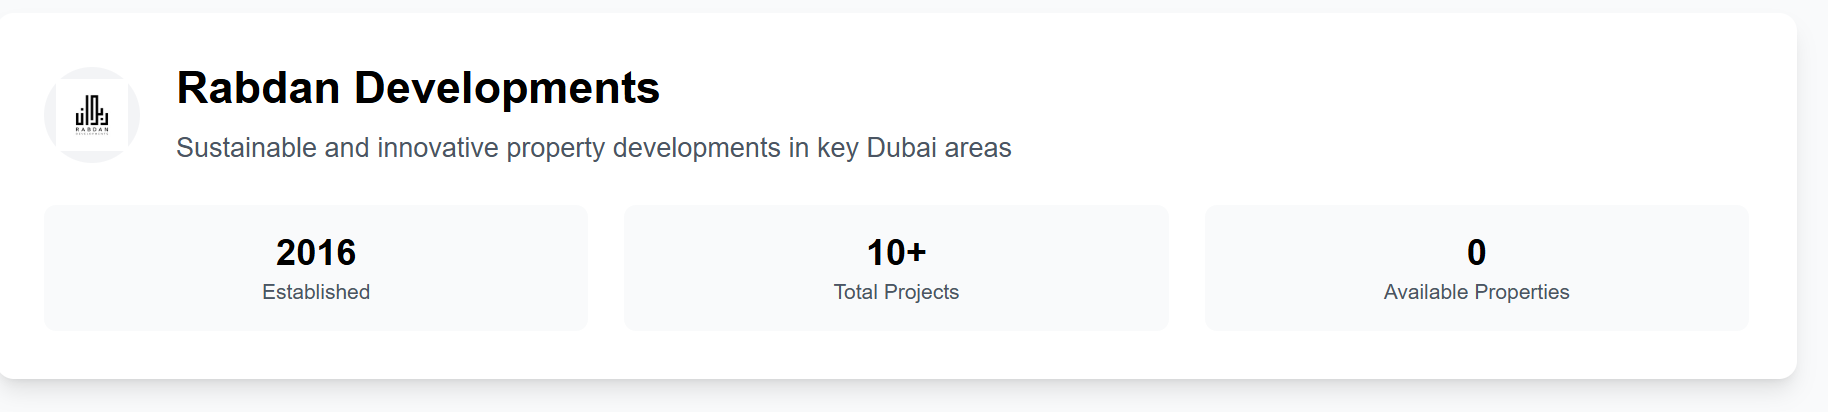 Rabdan Developments
RABDAN
Sustainable and innovative property developments in key Dubai areas
2016
Established
10+
Total Projects
0
Available Properties